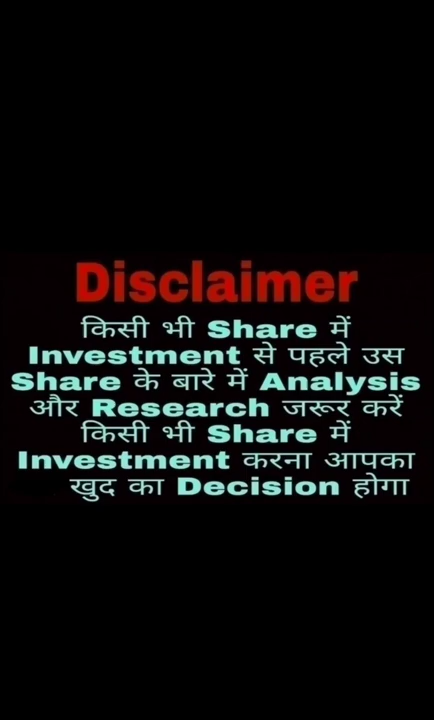 Disclaimer
किसी भी Share में
Investment से पहले उस
Share के बारे में Analysis
और Research जरूर करें
किसी भी Share में
Investment करना आपका
खुद का Decision होगा